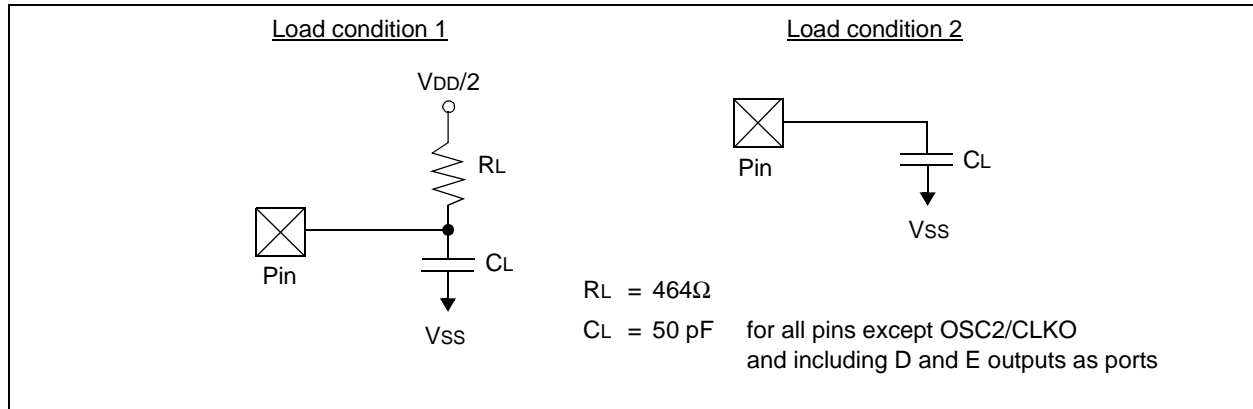 Load condition 1
VDD/2
RL
Pin
CL
VSS
Load condition 2
Pin
CL
VSS
RL = 464Ω
CL = 50 pF for all pins except OSC2/CLKO
and including D and E outputs as ports